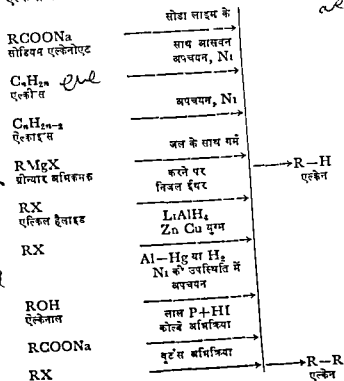 सोडा लाइम के
RCOONa
सोडियम एल्केनोएट
साथ आसवन
अपचयन, Ni
CₙH₂ₙ ene
एल्कीन्स
अपचयन, Ni
CₙH₂ₙ₋₂
ऐल्काइन्स
जल के साथ गर्म
RMgX
ग्रीन्यार अभिकर्मक
करने पर
निर्जल ईथर
R—H
एल्केन
RX
एल्किल हैलाइड
LiAlH₄
Zn Cu युग्म
RX
Al—Hg या H₂
Ni की उपस्थिति में
अपचयन
ROH
ऐल्केनाल
लाल P+HI
कोल्बे अभिक्रिया
RCOONa
वुर्ट्स अभिक्रिया
RX
R—R
एल्केन